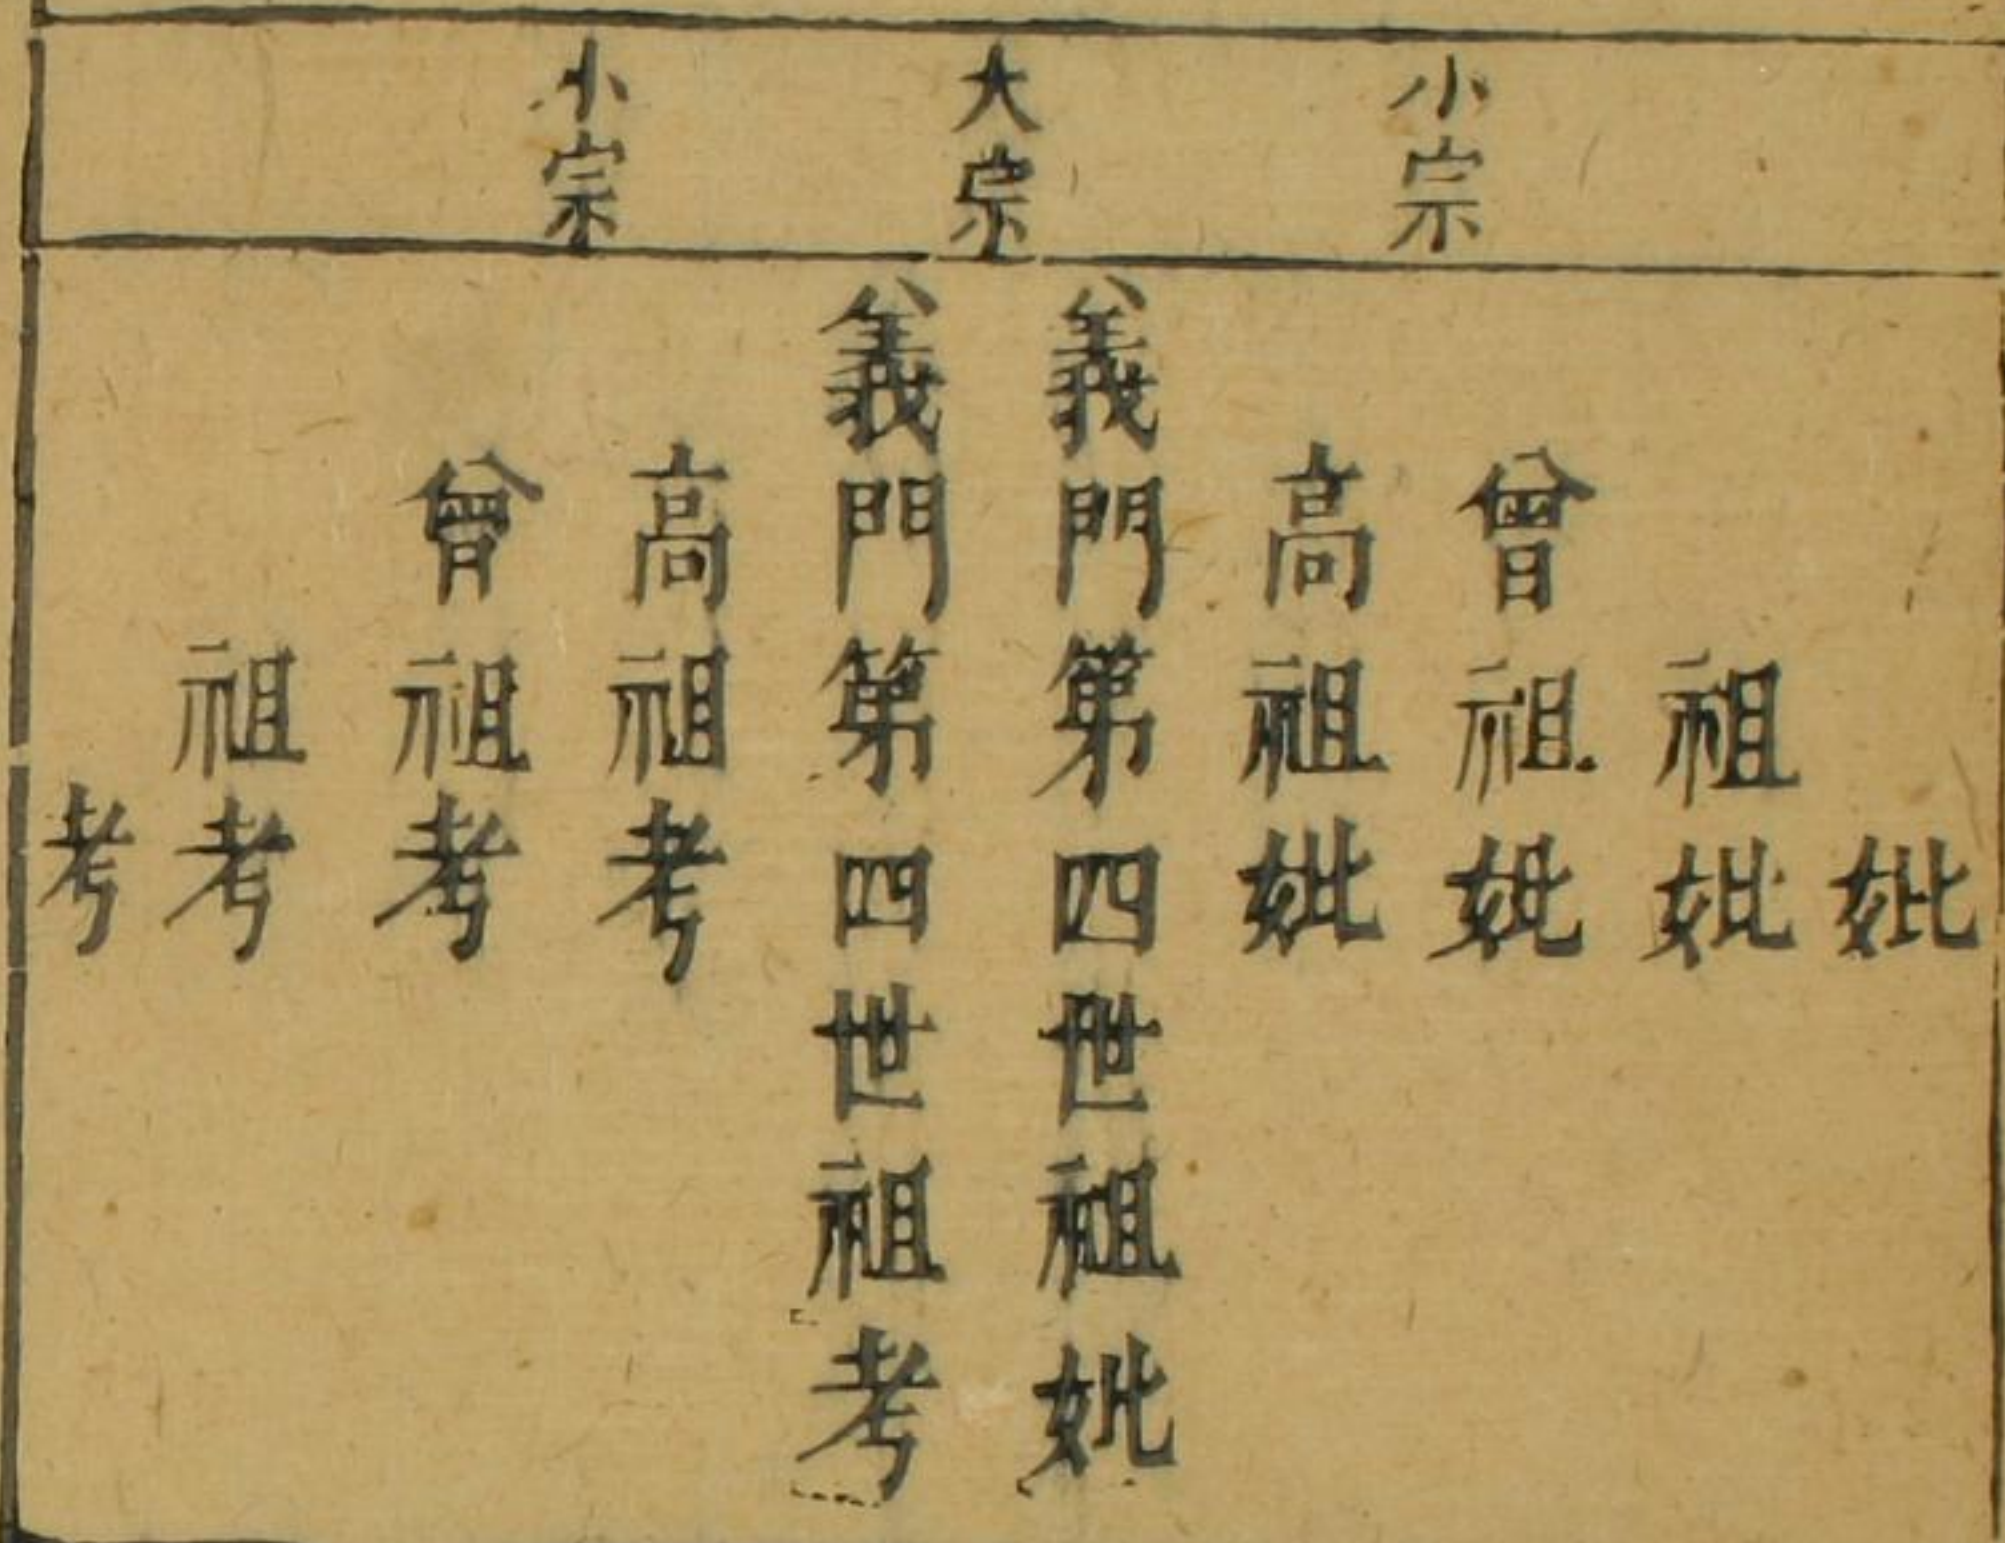 小宗
大宗
小宗
妣
祖妣
曾祖妣
高祖妣
義門第四世祖妣
義門第四世祖考
高祖考
曾祖考
祖考
考